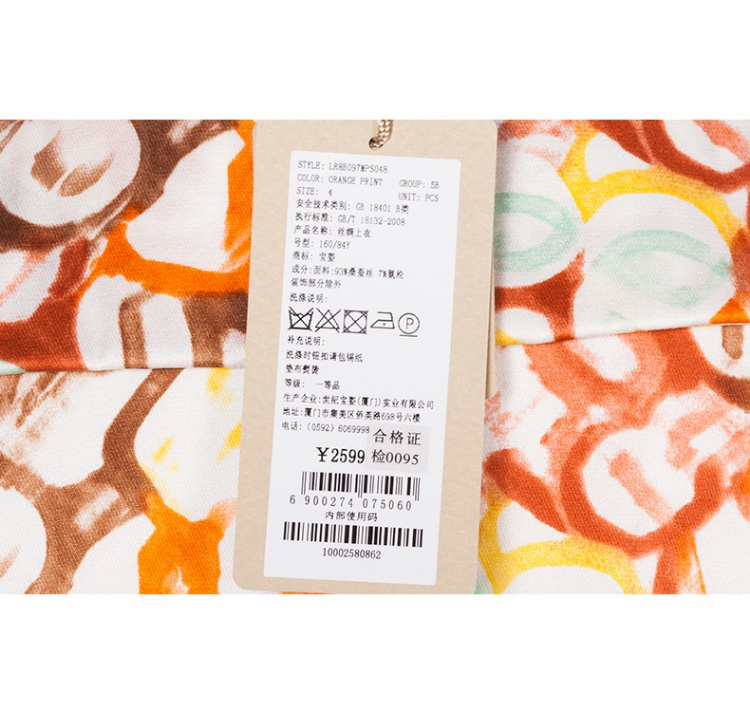 STYLE: LR8B097WPS048
COLOR: ORANGE PRINT GROUP: 5B
SIZE: 4 UNIT: PCS
安全技术类别: GB 18401 B类
执行标准: GB/T 18132-2008
产品名称: 丝绸上衣
号型: 160/84Y
商标: 宝姿
成分:面料:93%桑蚕丝 7%氨纶
装饰部分除外
洗涤说明:
P
补充说明:
洗涤时钮扣请包锡纸
垫布熨烫
等级: 一等品
生产企业:世纪宝姿(厦门)实业有限公司
地址:厦门市集美区侨英路698号六楼
电话: (0592) 6069998
合格证
¥2599 检0095
6 900274 075060
内部使用码
10002580862